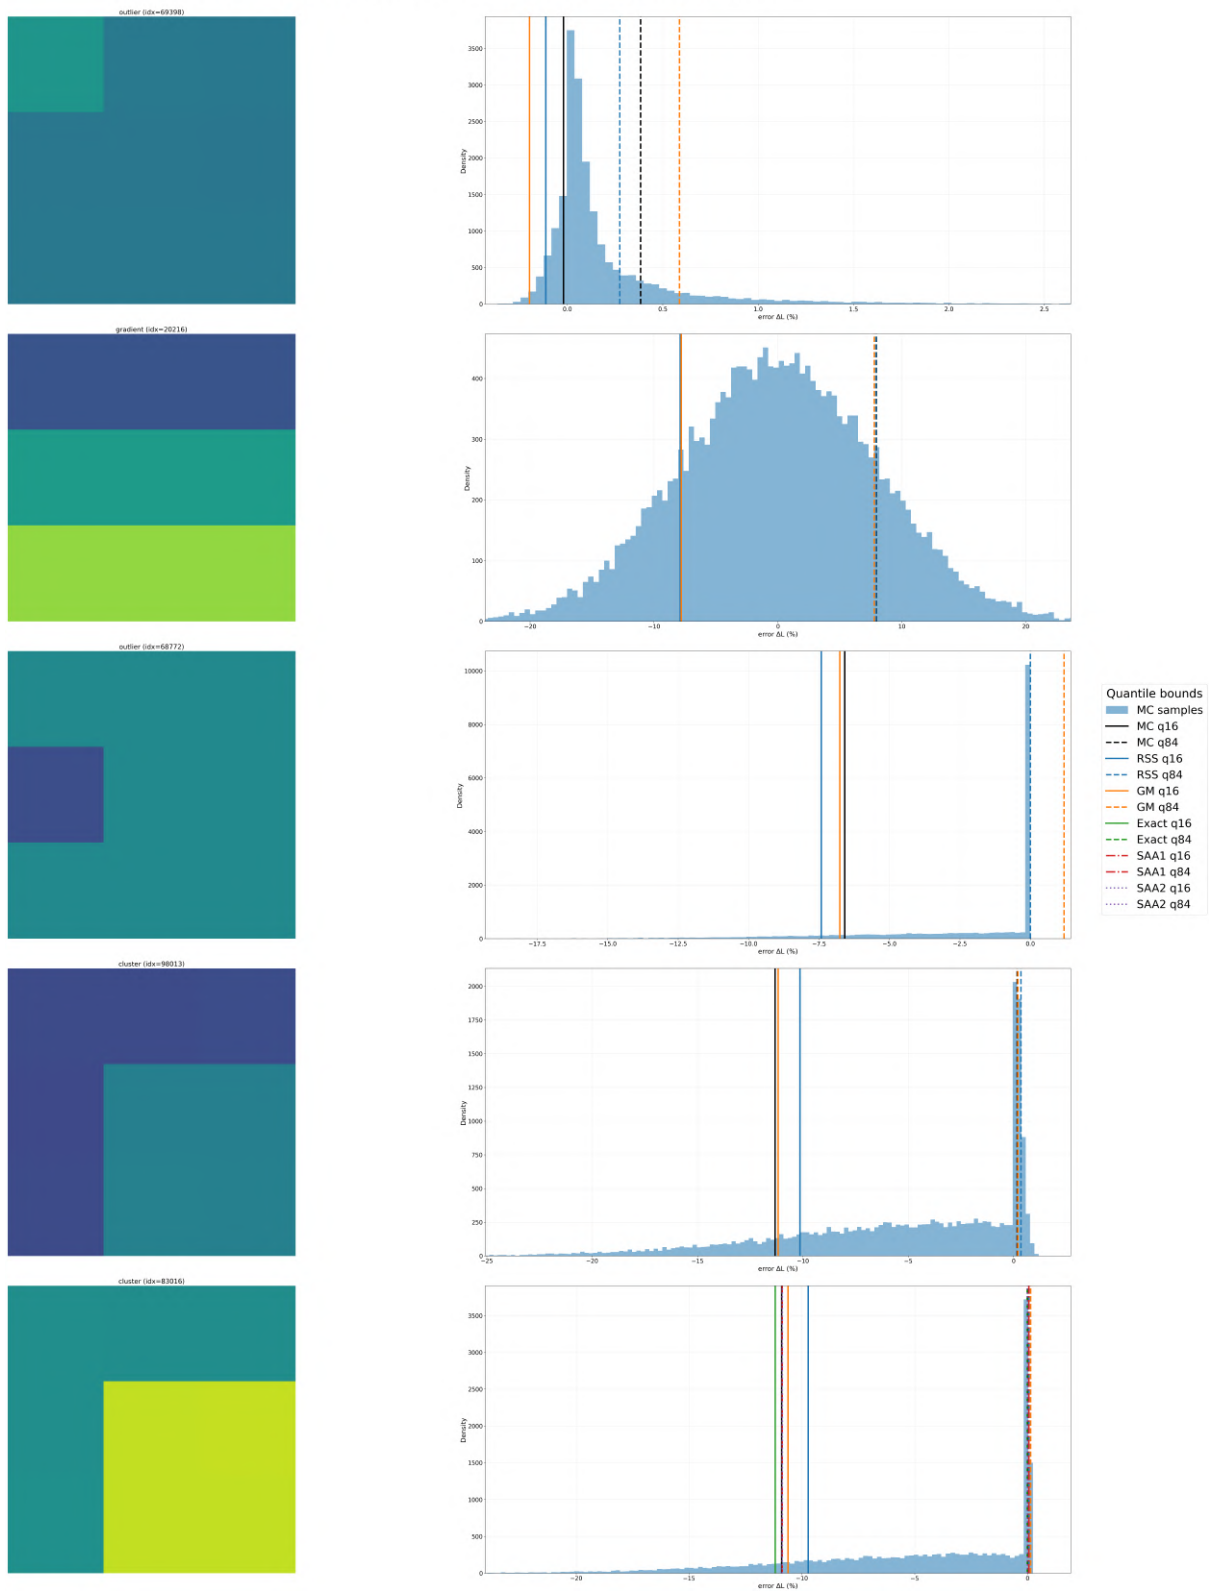 outlier (idx=69398)
Density
3500
3000
2500
2000
1500
1000
500
0
0.0 0.5 1.0 1.5 2.0 2.5
error ΔL (%)
gradient (idx=20216)
Density
400
300
200
100
0
−20 −10 0 10 20
error ΔL (%)
outlier (idx=68772)
Density
10000
8000
6000
4000
2000
0
−17.5 −15.0 −12.5 −10.0 −7.5 −5.0 −2.5 0.0
error ΔL (%)
Quantile bounds
MC samples
MC q16
MC q84
RSS q16
RSS q84
GM q16
GM q84
Exact q16
Exact q84
SAA1 q16
SAA1 q84
SAA2 q16
SAA2 q84
cluster (idx=98013)
Density
2000
1750
1500
1250
1000
750
500
250
0
−25 −20 −15 −10 −5 0
error ΔL (%)
cluster (idx=83016)
Density
3500
3000
2500
2000
1500
1000
500
0
−20 −15 −10 −5 0
error ΔL (%)